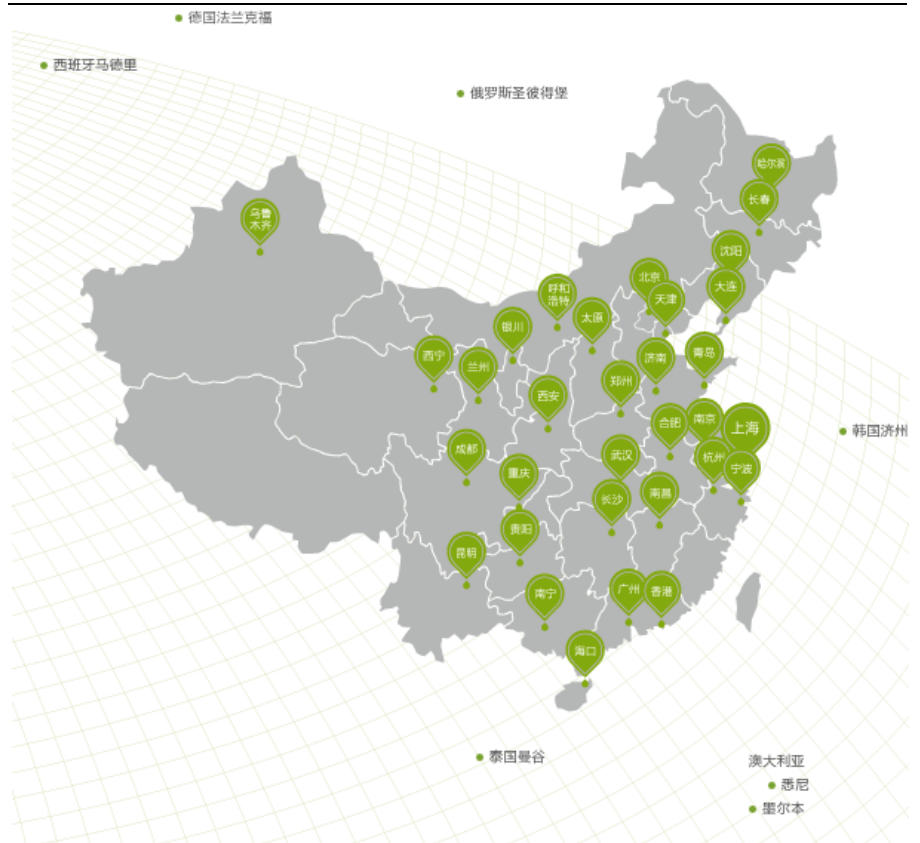 德国法兰克福
西班牙马德里
俄罗斯圣彼得堡
哈尔滨
长春
乌鲁
木齐
沈阳
北京
大连
呼和
浩特
天津
太原
银川
青岛
西宁
济南
兰州
郑州
西安
南京
合肥
上海
韩国济州
成都
武汉
杭州
宁波
重庆
南昌
长沙
贵阳
昆明
广州
香港
南宁
海口
泰国曼谷
澳大利亚
悉尼
墨尔本